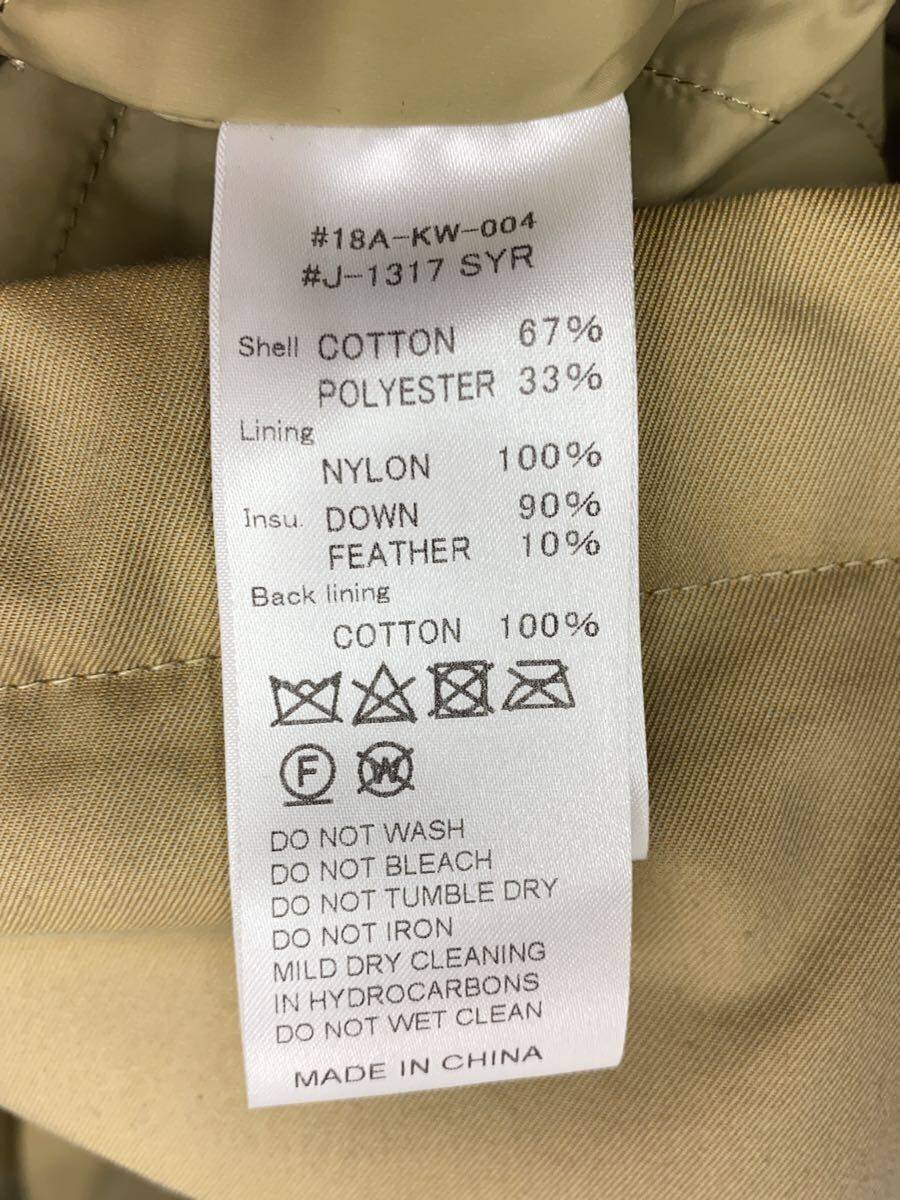 #18A-KW-004
#J-1317 SYR
Shell COTTON 67%
POLYESTER 33%
Lining
NYLON 100%
Insu. DOWN 90%
FEATHER 10%
Back lining
COTTON 100%
F W
DO NOT WASH
DO NOT BLEACH
DO NOT TUMBLE DRY
DO NOT IRON
MILD DRY CLEANING
IN HYDROCARBONS
DO NOT WET CLEAN
MADE IN CHINA